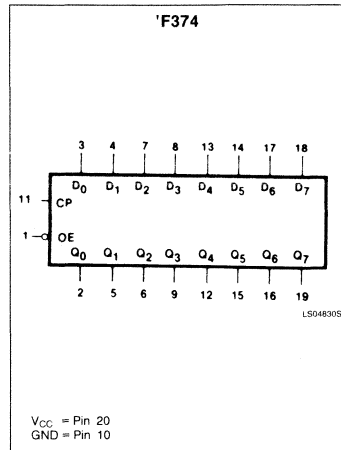 'F374
3 4 7 8 13 14 17 18
D0 D1 D2 D3 D4 D5 D6 D7
11 CP
1 OE
Q0 Q1 Q2 Q3 Q4 Q5 Q6 Q7
2 5 6 9 12 15 16 19
LS04830S
VCC = Pin 20
GND = Pin 10